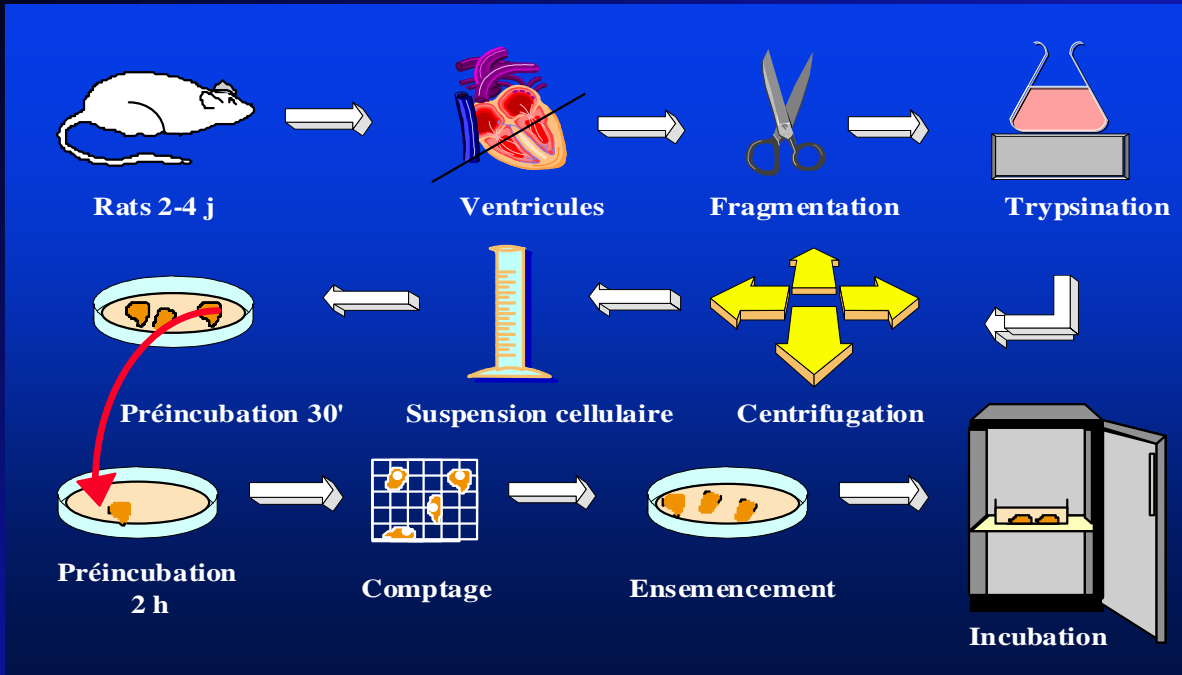 Rats 2-4 j
Ventricules
Fragmentation
Trypsination
Préincubation 30'
Suspension cellulaire
Centrifugation
Préincubation
2 h
Comptage
Ensemencement
Incubation